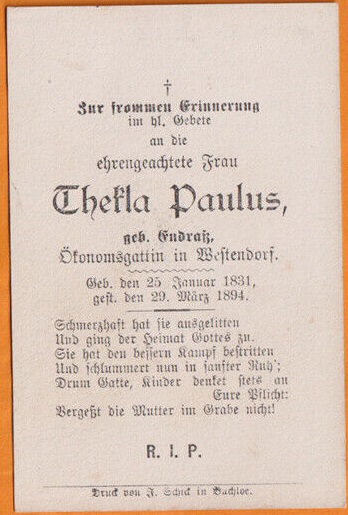 †
Zur frommen Erinnerung
im hl. Gebete
an die
ehrengeachtete Frau
Thekla Paulus,
geb. Endraß,
Ökonomsgattin in Westendorf.
Geb. den 25 Januar 1831,
gest. den 29. März 1894.
Schmerzhaft hat sie ausgelitten
Und ging der Heimat Gottes zu.
Sie hat den bessern Kampf bestritten
Und schlummert nun in sanfter Ruh';
Drum Gatte, Kinder denket stets an
Eure Pflicht:
Vergeßt die Mutter im Grabe nicht!
R. I. P.
Druck von J. Schick in Buchloe.